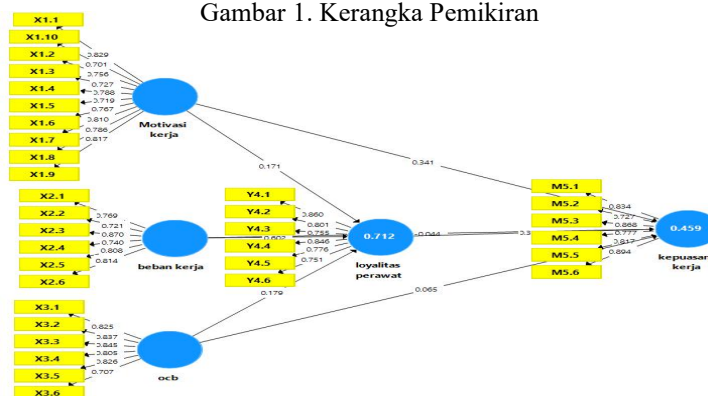 Gambar 1. Kerangka Pemikiran
X1.1
X1.10
X1.2
X1.3
X1.4
X1.5
X1.6
X1.7
X1.8
X1.9
0.829
0.701
0.756
0.727
0.788
0.719
0.767
0.810
0.786
0.817
Motivasi
kerja
0.171
0.341
X2.1
X2.2
X2.3
X2.4
X2.5
X2.6
0.769
0.721
0.870
0.740
0.808
0.814
beban kerja
Y4.1
Y4.2
Y4.3
Y4.4
Y4.5
Y4.6
0.860
0.801
0.755
0.846
0.776
0.751
0.712
loyalitas
perawat
-0.044
M5.1
M5.2
M5.3
M5.4
M5.5
M5.6
0.834
0.727
0.868
0.777
0.817
0.894
0.459
kepuasan
kerja
0.179
0.065
X3.1
X3.2
X3.3
X3.4
X3.5
X3.6
0.825
0.837
0.845
0.805
0.826
0.707
ocb